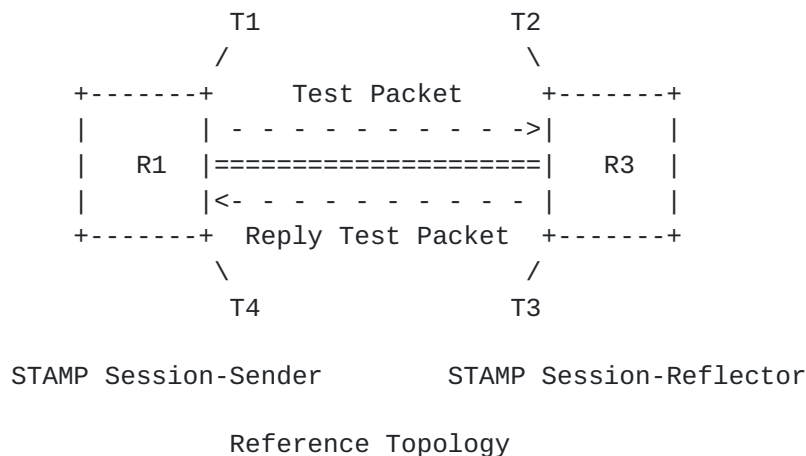 T1 T2
/ \
+-------+ Test Packet +-------+
| | - - - - - - - - - - ->| |
| R1 |=====================| R3 |
| |<- - - - - - - - - - - | |
+-------+ Reply Test Packet +-------+
\ /
T4 T3
STAMP Session-Sender STAMP Session-Reflector
Reference Topology